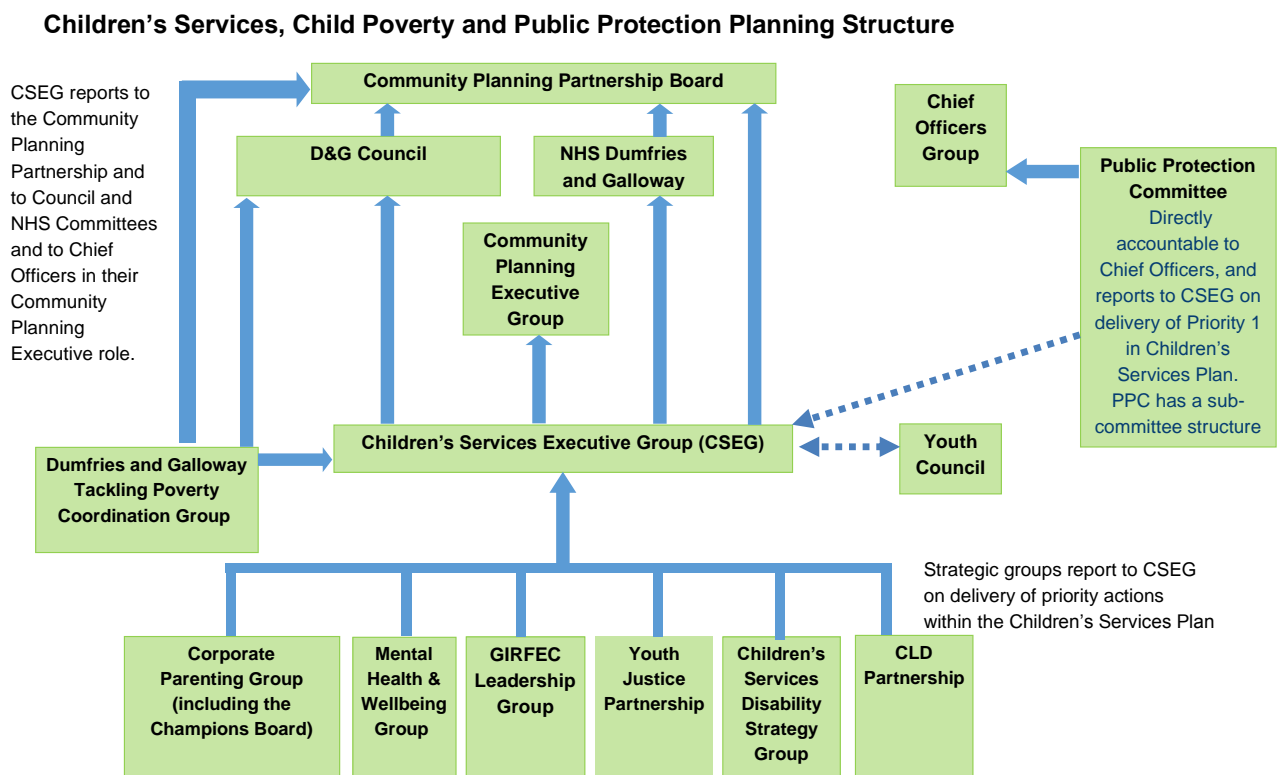 Children’s Services, Child Poverty and Public Protection Planning Structure
CSEG reports to
the Community
Planning
Partnership and
to Council and
NHS Committees
and to Chief
Officers in their
Community
Planning
Executive role.
Community Planning Partnership Board
D&G Council
NHS Dumfries
and Galloway
Community
Planning
Executive
Group
Chief
Officers
Group
Public Protection
Committee
Directly
accountable to
Chief Officers, and
reports to CSEG on
delivery of Priority 1
in Children’s
Services Plan.
PPC has a sub-
committee structure
Children’s Services Executive Group (CSEG)
Youth
Council
Dumfries and Galloway
Tackling Poverty
Coordination Group
Strategic groups report to CSEG
on delivery of priority actions
within the Children’s Services Plan
Corporate
Parenting Group
(including the
Champions Board)
Mental
Health &
Wellbeing
Group
GIRFEC
Leadership
Group
Youth
Justice
Partnership
Children’s
Services
Disability
Strategy
Group
CLD
Partnership